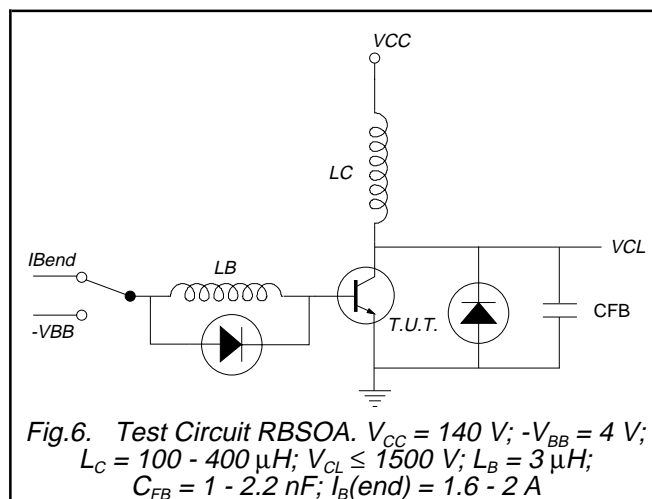 VCC
LC
IBend
LB
VCL
-VBB
T.U.T.
CFB
Fig.6. Test Circuit RBSOA. VCC = 140 V; -VBB = 4 V;
LC = 100 - 400 μH; VCL ≤ 1500 V; LB = 3 μH;
CFB = 1 - 2.2 nF; IB(end) = 1.6 - 2 A